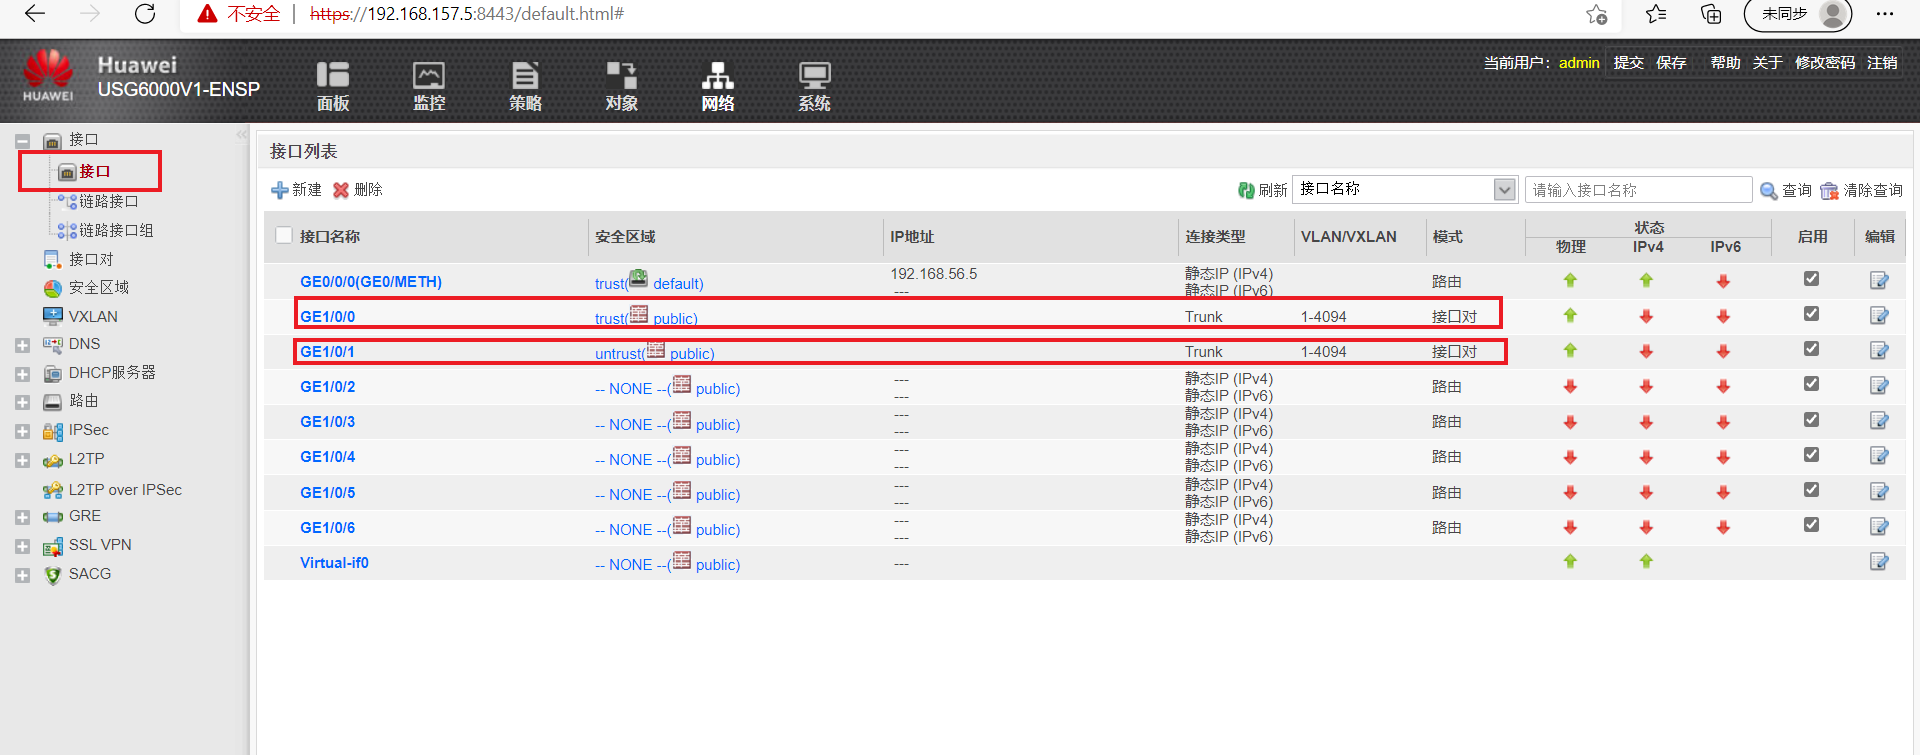 不安全 | https://192.168.157.5:8443/default.html#
未同步
HUAWEI
Huawei
USG6000V1-ENSP
面板
监控
策略
对象
网络
系统
当前用户: admin 提交 保存 帮助 关于 修改密码 注销
接口
接口
链路接口
链路接口组
接口对
安全区域
VXLAN
DNS
DHCP服务器
路由
IPSec
L2TP
L2TP over IPSec
GRE
SSL VPN
SACG
接口列表
新建 删除 刷新 接口名称 请输入接口名称 查询 清除查询
接口名称 安全区域 IP地址 连接类型 VLAN/VXLAN 模式 状态 启用 编辑
物理 IPv4 IPv6
GE0/0/0(GE0/METH) trust( default) 192.168.56.5 静态IP (IPv4) 路由
--- 静态IP (IPv6)
GE1/0/0 trust( public) Trunk 1-4094 接口对
GE1/0/1 untrust( public) Trunk 1-4094 接口对
GE1/0/2 -- NONE --( public) --- 静态IP (IPv4) 路由
--- 静态IP (IPv6)
GE1/0/3 -- NONE --( public) --- 静态IP (IPv4) 路由
--- 静态IP (IPv6)
GE1/0/4 -- NONE --( public) --- 静态IP (IPv4) 路由
--- 静态IP (IPv6)
GE1/0/5 -- NONE --( public) --- 静态IP (IPv4) 路由
--- 静态IP (IPv6)
GE1/0/6 -- NONE --( public) --- 静态IP (IPv4) 路由
--- 静态IP (IPv6)
Virtual-if0 -- NONE --( public) ---